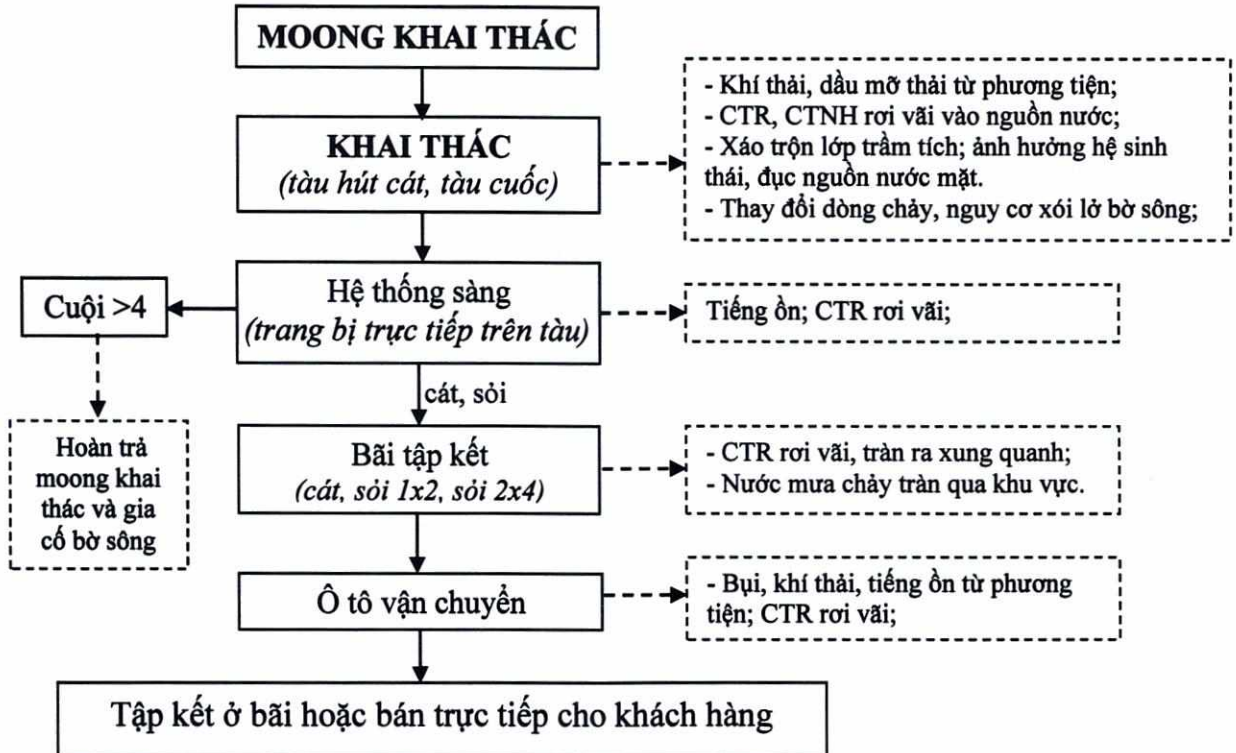 MOONG KHAI THÁC
KHAI THÁC
(tàu hút cát, tàu cuốc)
- Khí thải, dầu mỡ thải từ phương tiện;
- CTR, CTNH rơi vãi vào nguồn nước;
- Xáo trộn lớp trầm tích; ảnh hưởng hệ sinh
thái, đục nguồn nước mặt.
- Thay đổi dòng chảy, nguy cơ xói lở bờ sông;
Cuội >4
Hệ thống sàng
(trang bị trực tiếp trên tàu)
Tiếng ồn; CTR rơi vãi;
cát, sỏi
Hoàn trả
moong khai
thác và gia
cố bờ sông
Bãi tập kết
(cát, sỏi 1x2, sỏi 2x4)
- CTR rơi vãi, tràn ra xung quanh;
- Nước mưa chảy tràn qua khu vực.
Ô tô vận chuyển
- Bụi, khí thải, tiếng ồn từ phương
tiện; CTR rơi vãi;
Tập kết ở bãi hoặc bán trực tiếp cho khách hàng